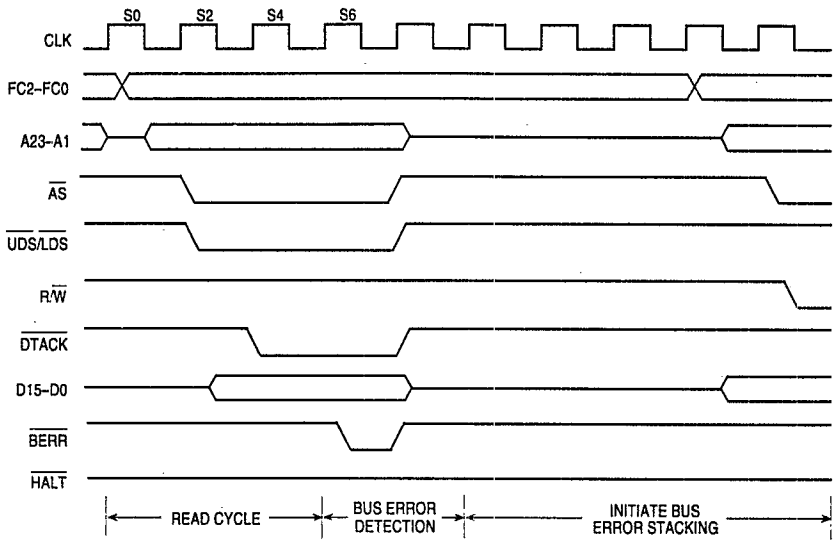 S0 S2 S4 S6
CLK
FC2–FC0
A23–A1
AS
UDS/LDS
R/W
DTACK
D15–D0
BERR
HALT
READ CYCLE
BUS ERROR
DETECTION
INITIATE BUS
ERROR STACKING